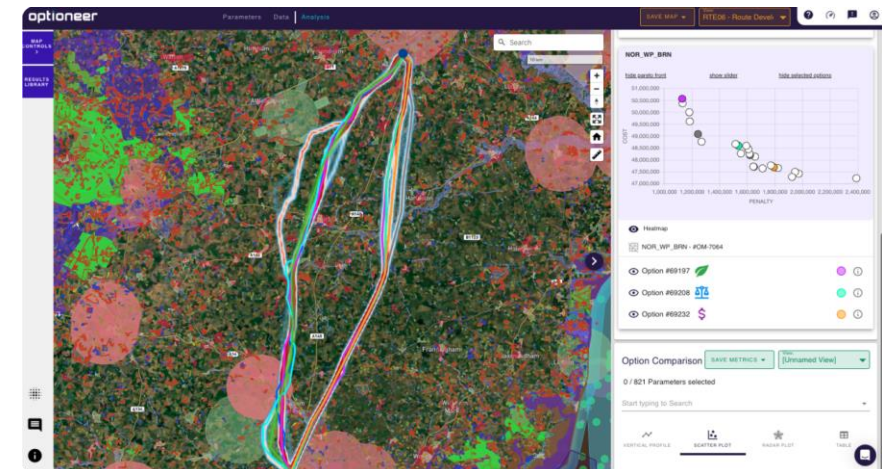 optioneer
Parameters Data Analysis
SAVE MAP
View
RTE06 - Route Devel
MAP CONTROLS
RESULTS LIBRARY
Search
NOR_WP_BRN
hide pareto front show slider hide selected options
COST
51,000,000
50,500,000
50,000,000
49,500,000
49,000,000
48,500,000
48,000,000
47,500,000
47,000,000
1,000,000 1,200,000 1,400,000 1,600,000 1,800,000 2,000,000 2,200,000 2,400,000
PENALTY
Heatmap
NOR_WP_BRN - #OM-7064
Option #69197
Option #69208
Option #69232
Option Comparison
SAVE METRICS
View
[Unnamed View]
0 / 821 Parameters selected
Start typing to Search
VERTICAL PROFILE SCATTER PLOT RADAR PLOT TABLE